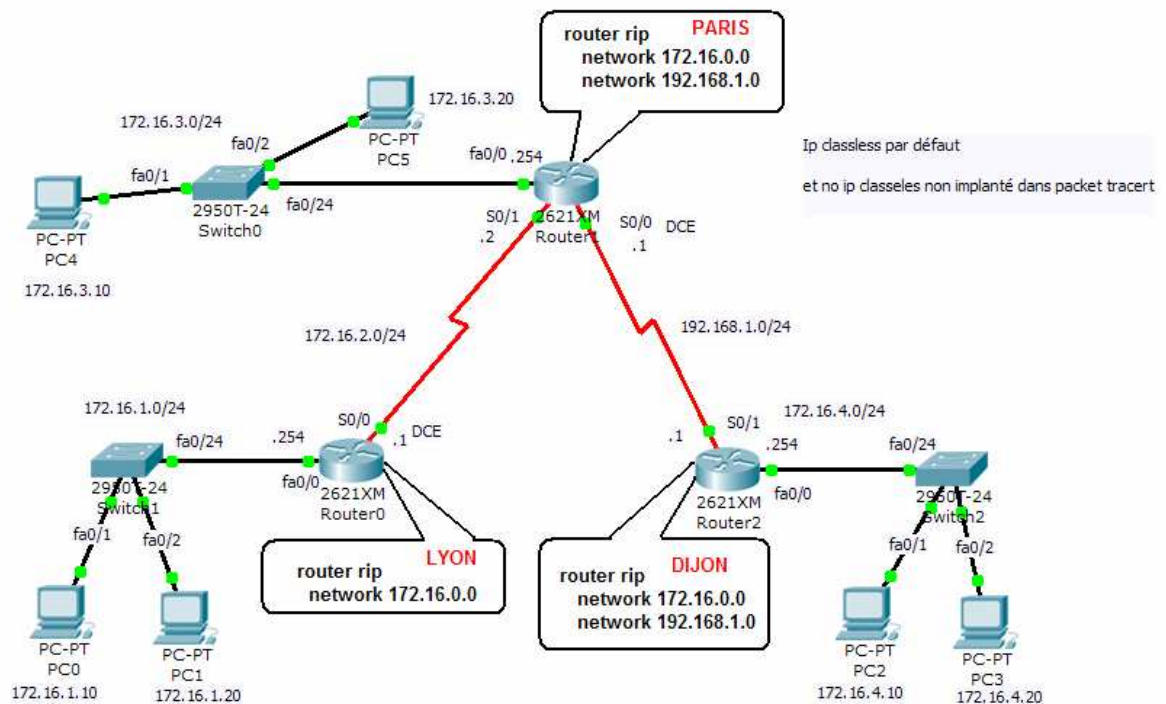 router rip PARIS
network 172.16.0.0
network 192.168.1.0
172.16.3.20
172.16.3.0/24
fa0/2
PC-PT
PC5
fa0/0 .254
Ip classless par défaut
et no ip classeles non implanté dans packet tracert
fa0/1
fa0/24
2950T-24
Switch0
PC-PT
PC4
172.16.3.10
2621XM
Router1
S0/1
.2
S0/0 DCE
.1
172.16.2.0/24
192.168.1.0/24
172.16.1.0/24
fa0/24
.254
S0/0
.1 DCE
fa0/0
2950T-24
Switch1
2621XM
Router0
S0/1
.1
172.16.4.0/24
.254
fa0/24
fa0/0
2621XM
Router2
2950T-24
Switch2
fa0/1
fa0/2
router rip LYON
network 172.16.0.0
router rip DIJON
network 172.16.0.0
network 192.168.1.0
fa0/1
fa0/2
PC-PT
PC0
172.16.1.10
PC-PT
PC1
172.16.1.20
PC-PT
PC2
172.16.4.10
PC-PT
PC3
172.16.4.20